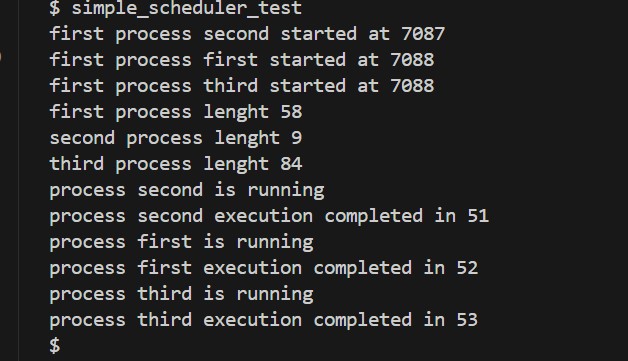 $ simple_scheduler_test
first process second started at 7087
first process first started at 7088
first process third started at 7088
first process lenght 58
second process lenght 9
third process lenght 84
process second is running
process second execution completed in 51
process first is running
process first execution completed in 52
process third is running
process third execution completed in 53
$